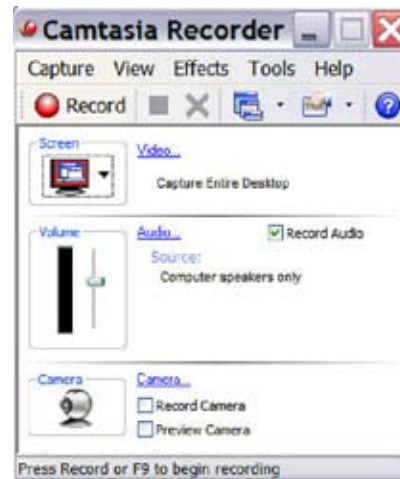 Camtasia Recorder
Capture View Effects Tools Help
Record
Screen
Video...
Capture Entire Desktop
Volume
Audio...
Record Audio
Source:
Computer speakers only
Camera
Camera...
Record Camera
Preview Camera
Press Record or F9 to begin recording